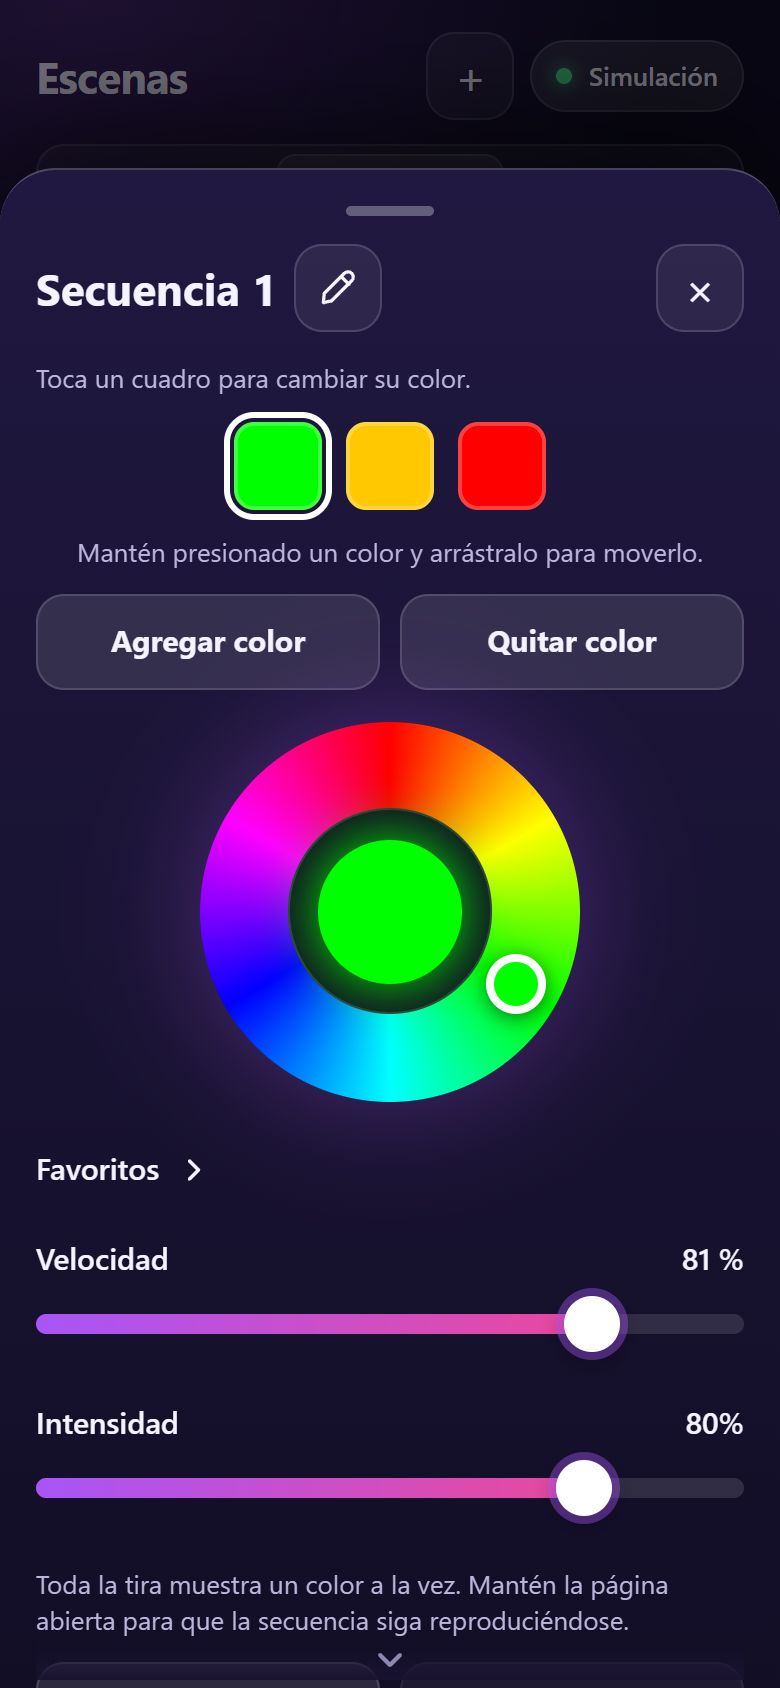 Escenas
+
Simulación
Secuencia 1
×
Toca un cuadro para cambiar su color.
Mantén presionado un color y arrástralo para moverlo.
Agregar color
Quitar color
Favoritos
Velocidad
81 %
Intensidad
80%
Toda la tira muestra un color a la vez. Mantén la página
abierta para que la secuencia siga reproduciéndose.